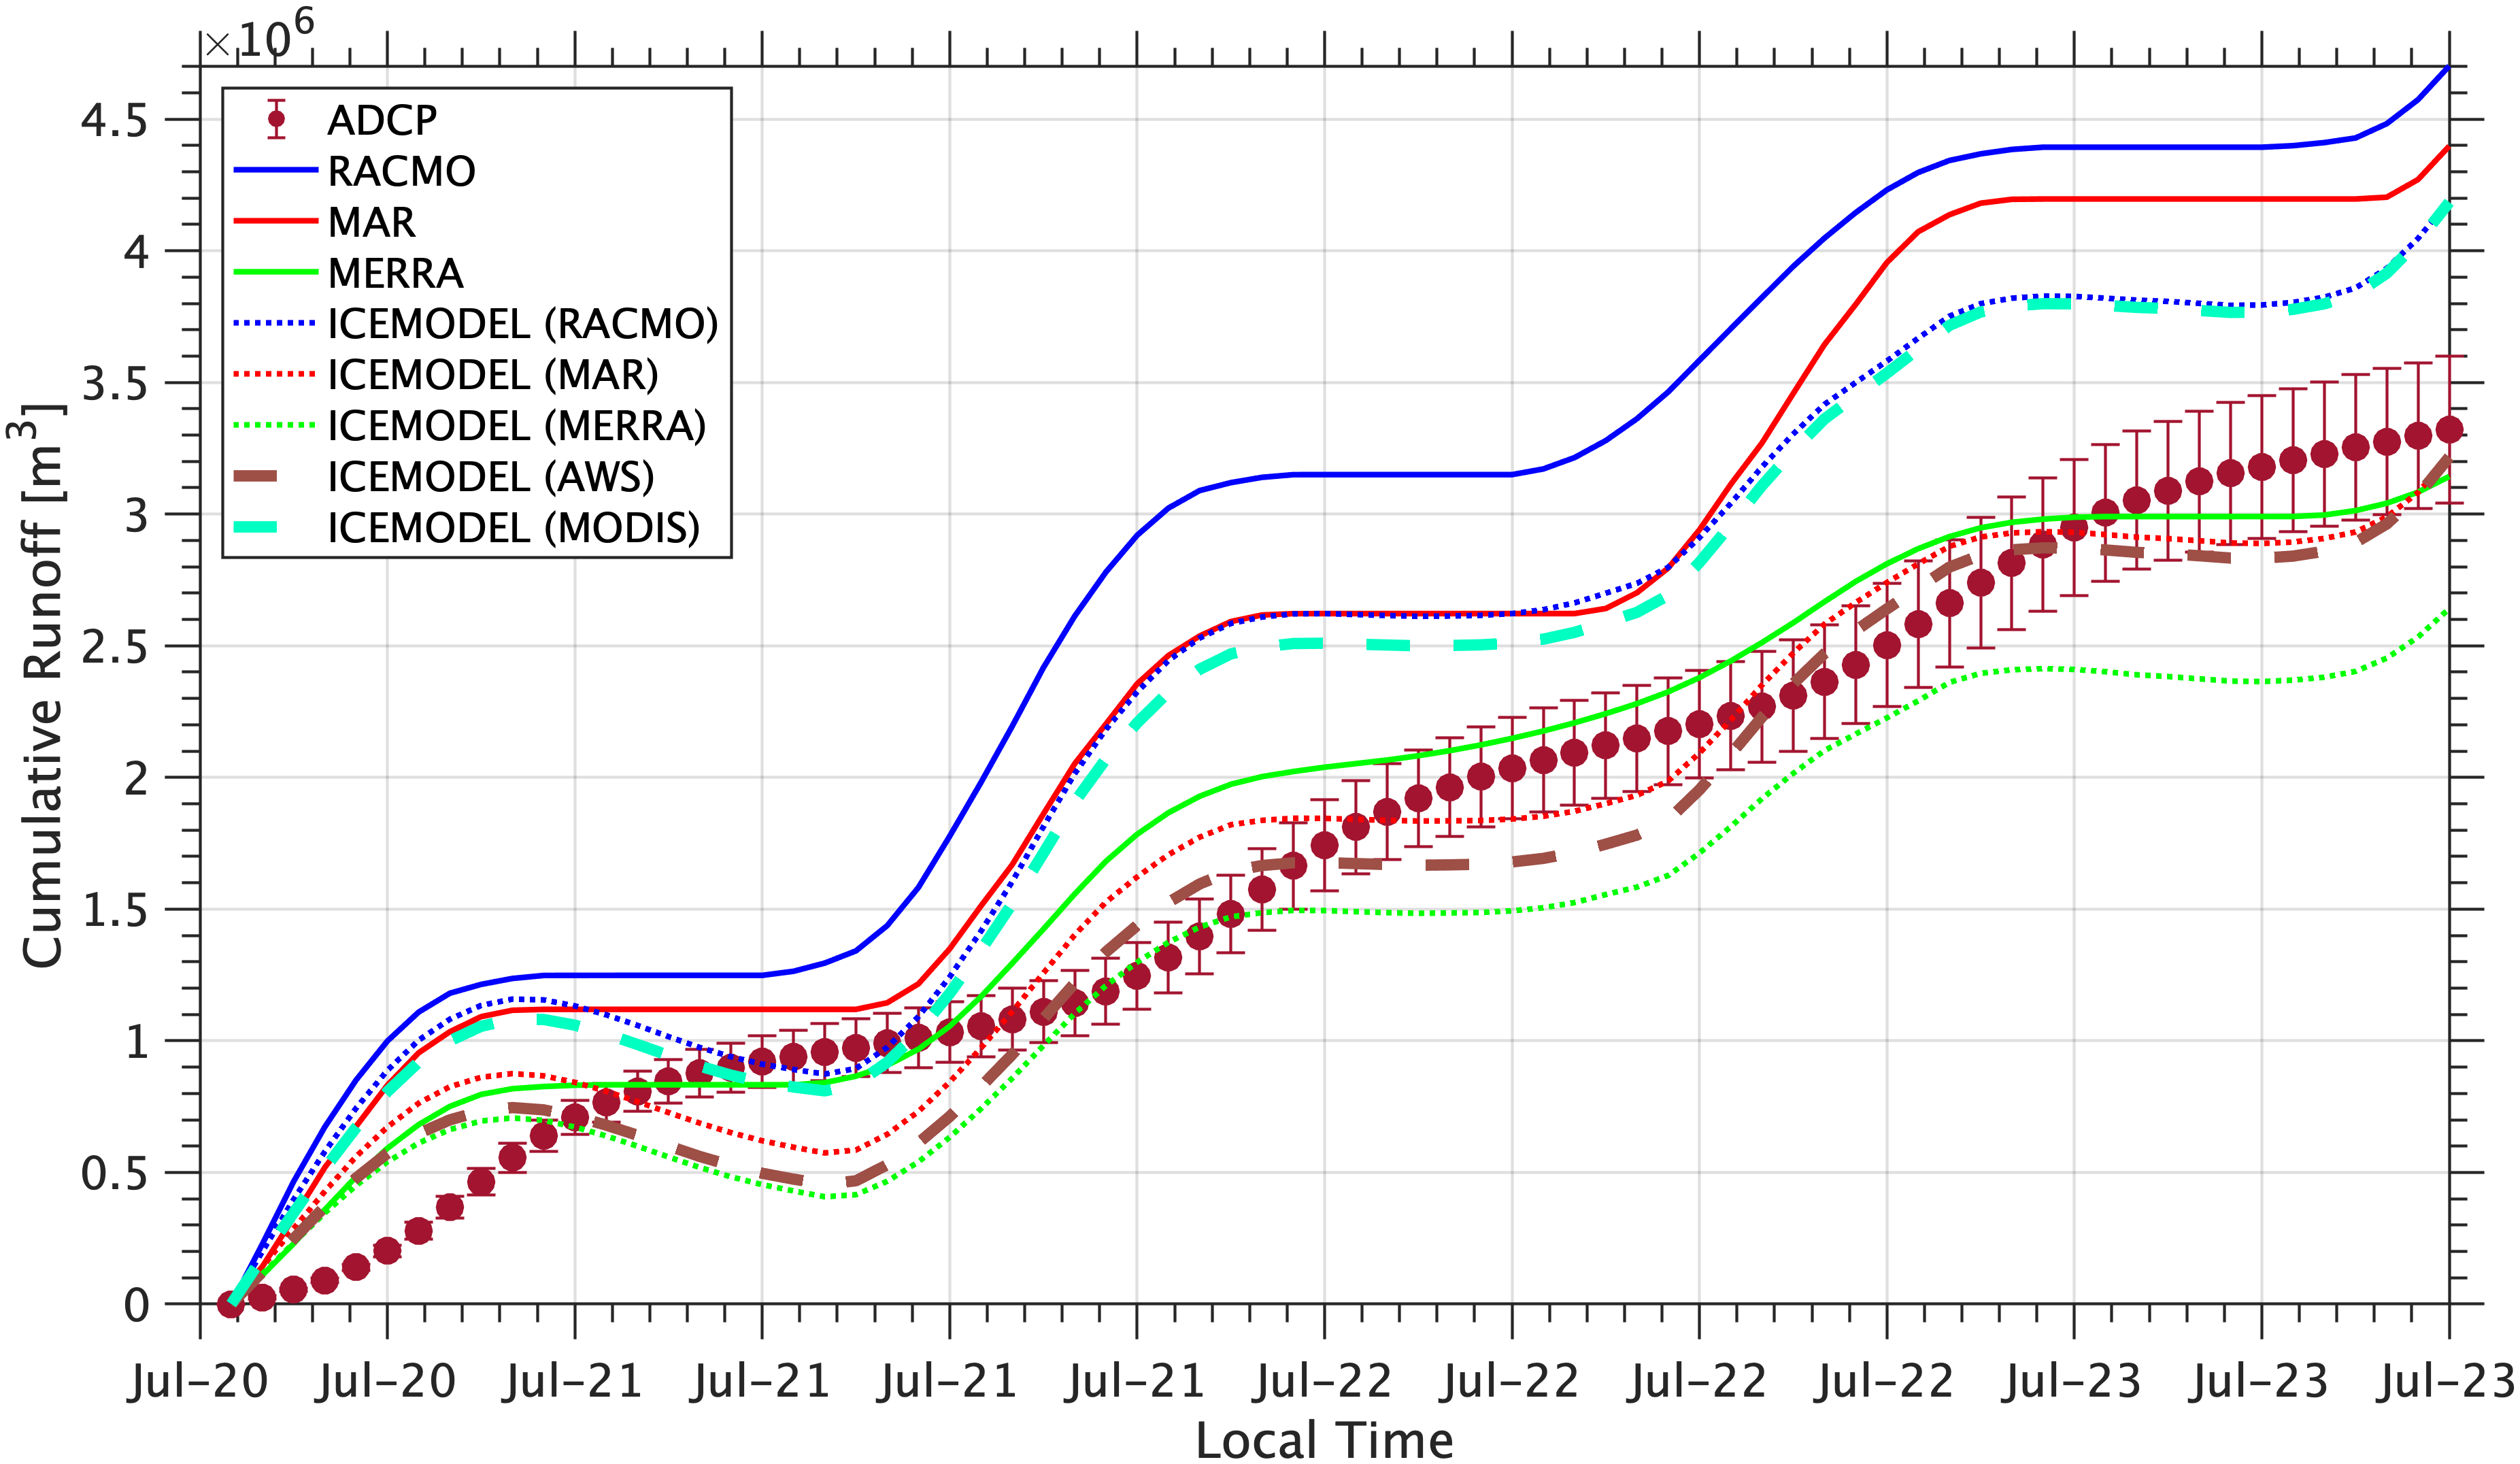 ×10^6
4.5
4
3.5
3
2.5
2
1.5
1
0.5
0
Cumulative Runoff [m^3]
ADCP
RACMO
MAR
MERRA
ICEMODEL (RACMO)
ICEMODEL (MAR)
ICEMODEL (MERRA)
ICEMODEL (AWS)
ICEMODEL (MODIS)
Jul-20 Jul-20 Jul-21 Jul-21 Jul-21 Jul-21 Jul-22 Jul-22 Jul-22 Jul-22 Jul-23 Jul-23 Jul-23
Local Time